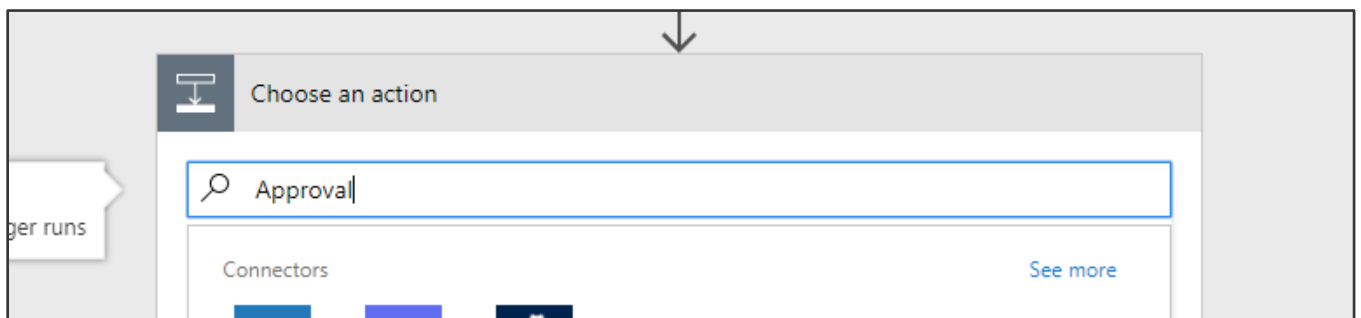 Choose an action
Approval
ger runs
Connectors
See more